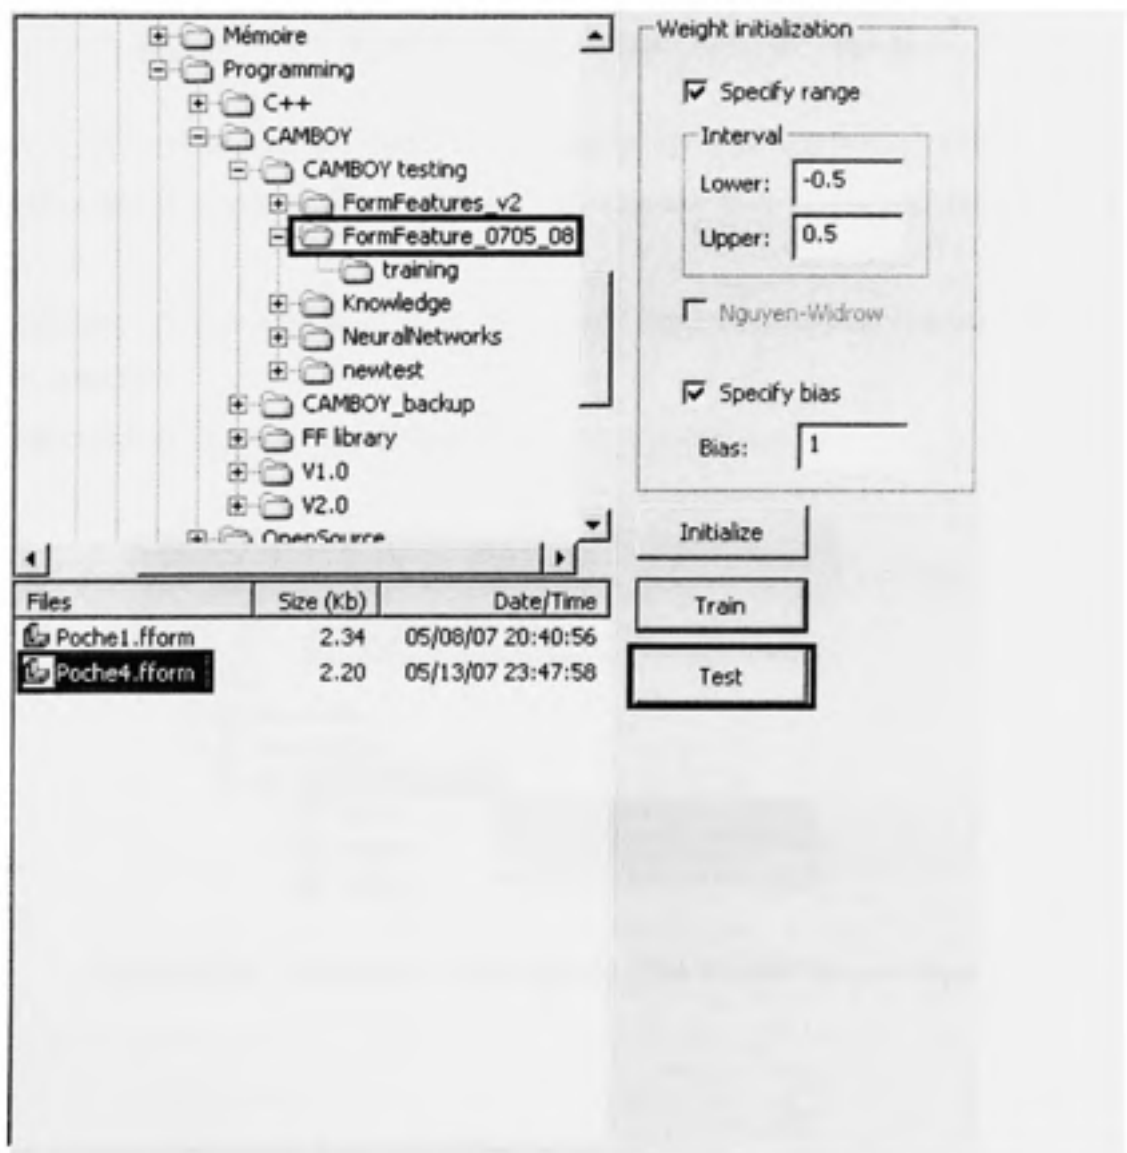 Mémoire
Programming
C++
CAMBOY
CAMBOY testing
FormFeatures_v2
FormFeature_0705_08
training
Knowledge
NeuralNetworks
newtest
CAMBOY_backup
FF library
V1.0
V2.0
OpenSource
Files Size (Kb) Date/Time
Poche1.fform 2.34 05/08/07 20:40:56
Poche4.fform 2.20 05/13/07 23:47:58
Weight initialization
Specify range
Interval
Lower: -0.5
Upper: 0.5
Nguyen-Widrow
Specify bias
Bias: 1
Initialize
Train
Test